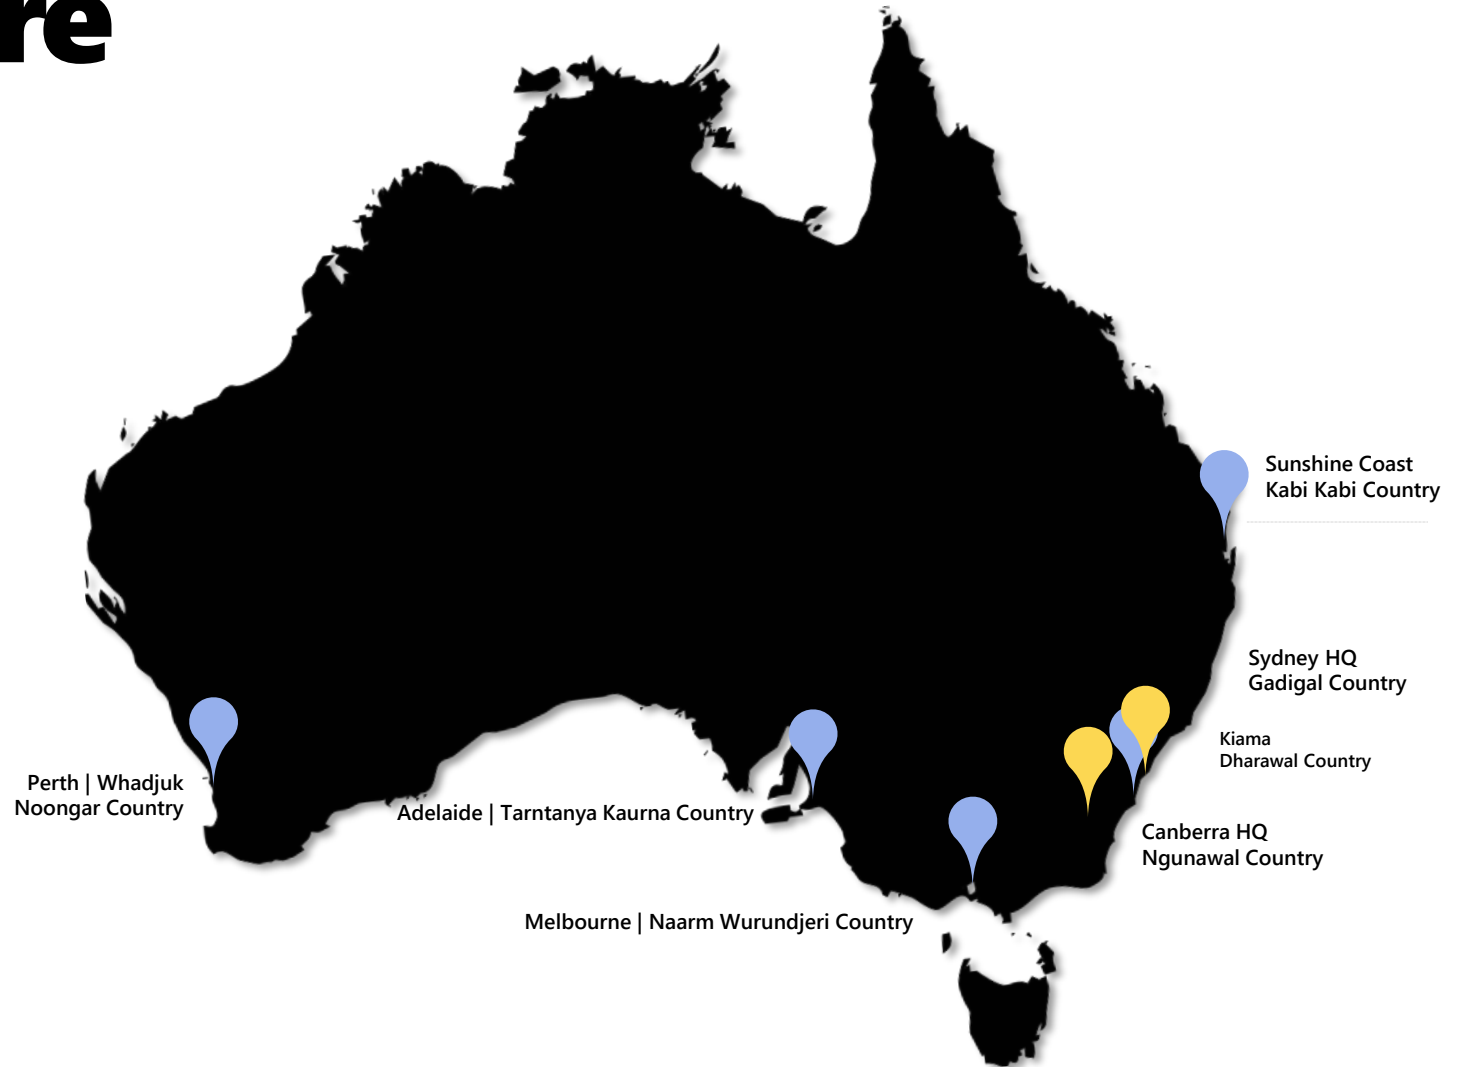 re
Sunshine Coast
Kabi Kabi Country
Sydney HQ
Gadigal Country
Kiama
Dharawal Country
Perth | Whadjuk
Noongar Country
Adelaide | Tarntanya Kaurna Country
Canberra HQ
Ngunawal Country
Melbourne | Naarm Wurundjeri Country